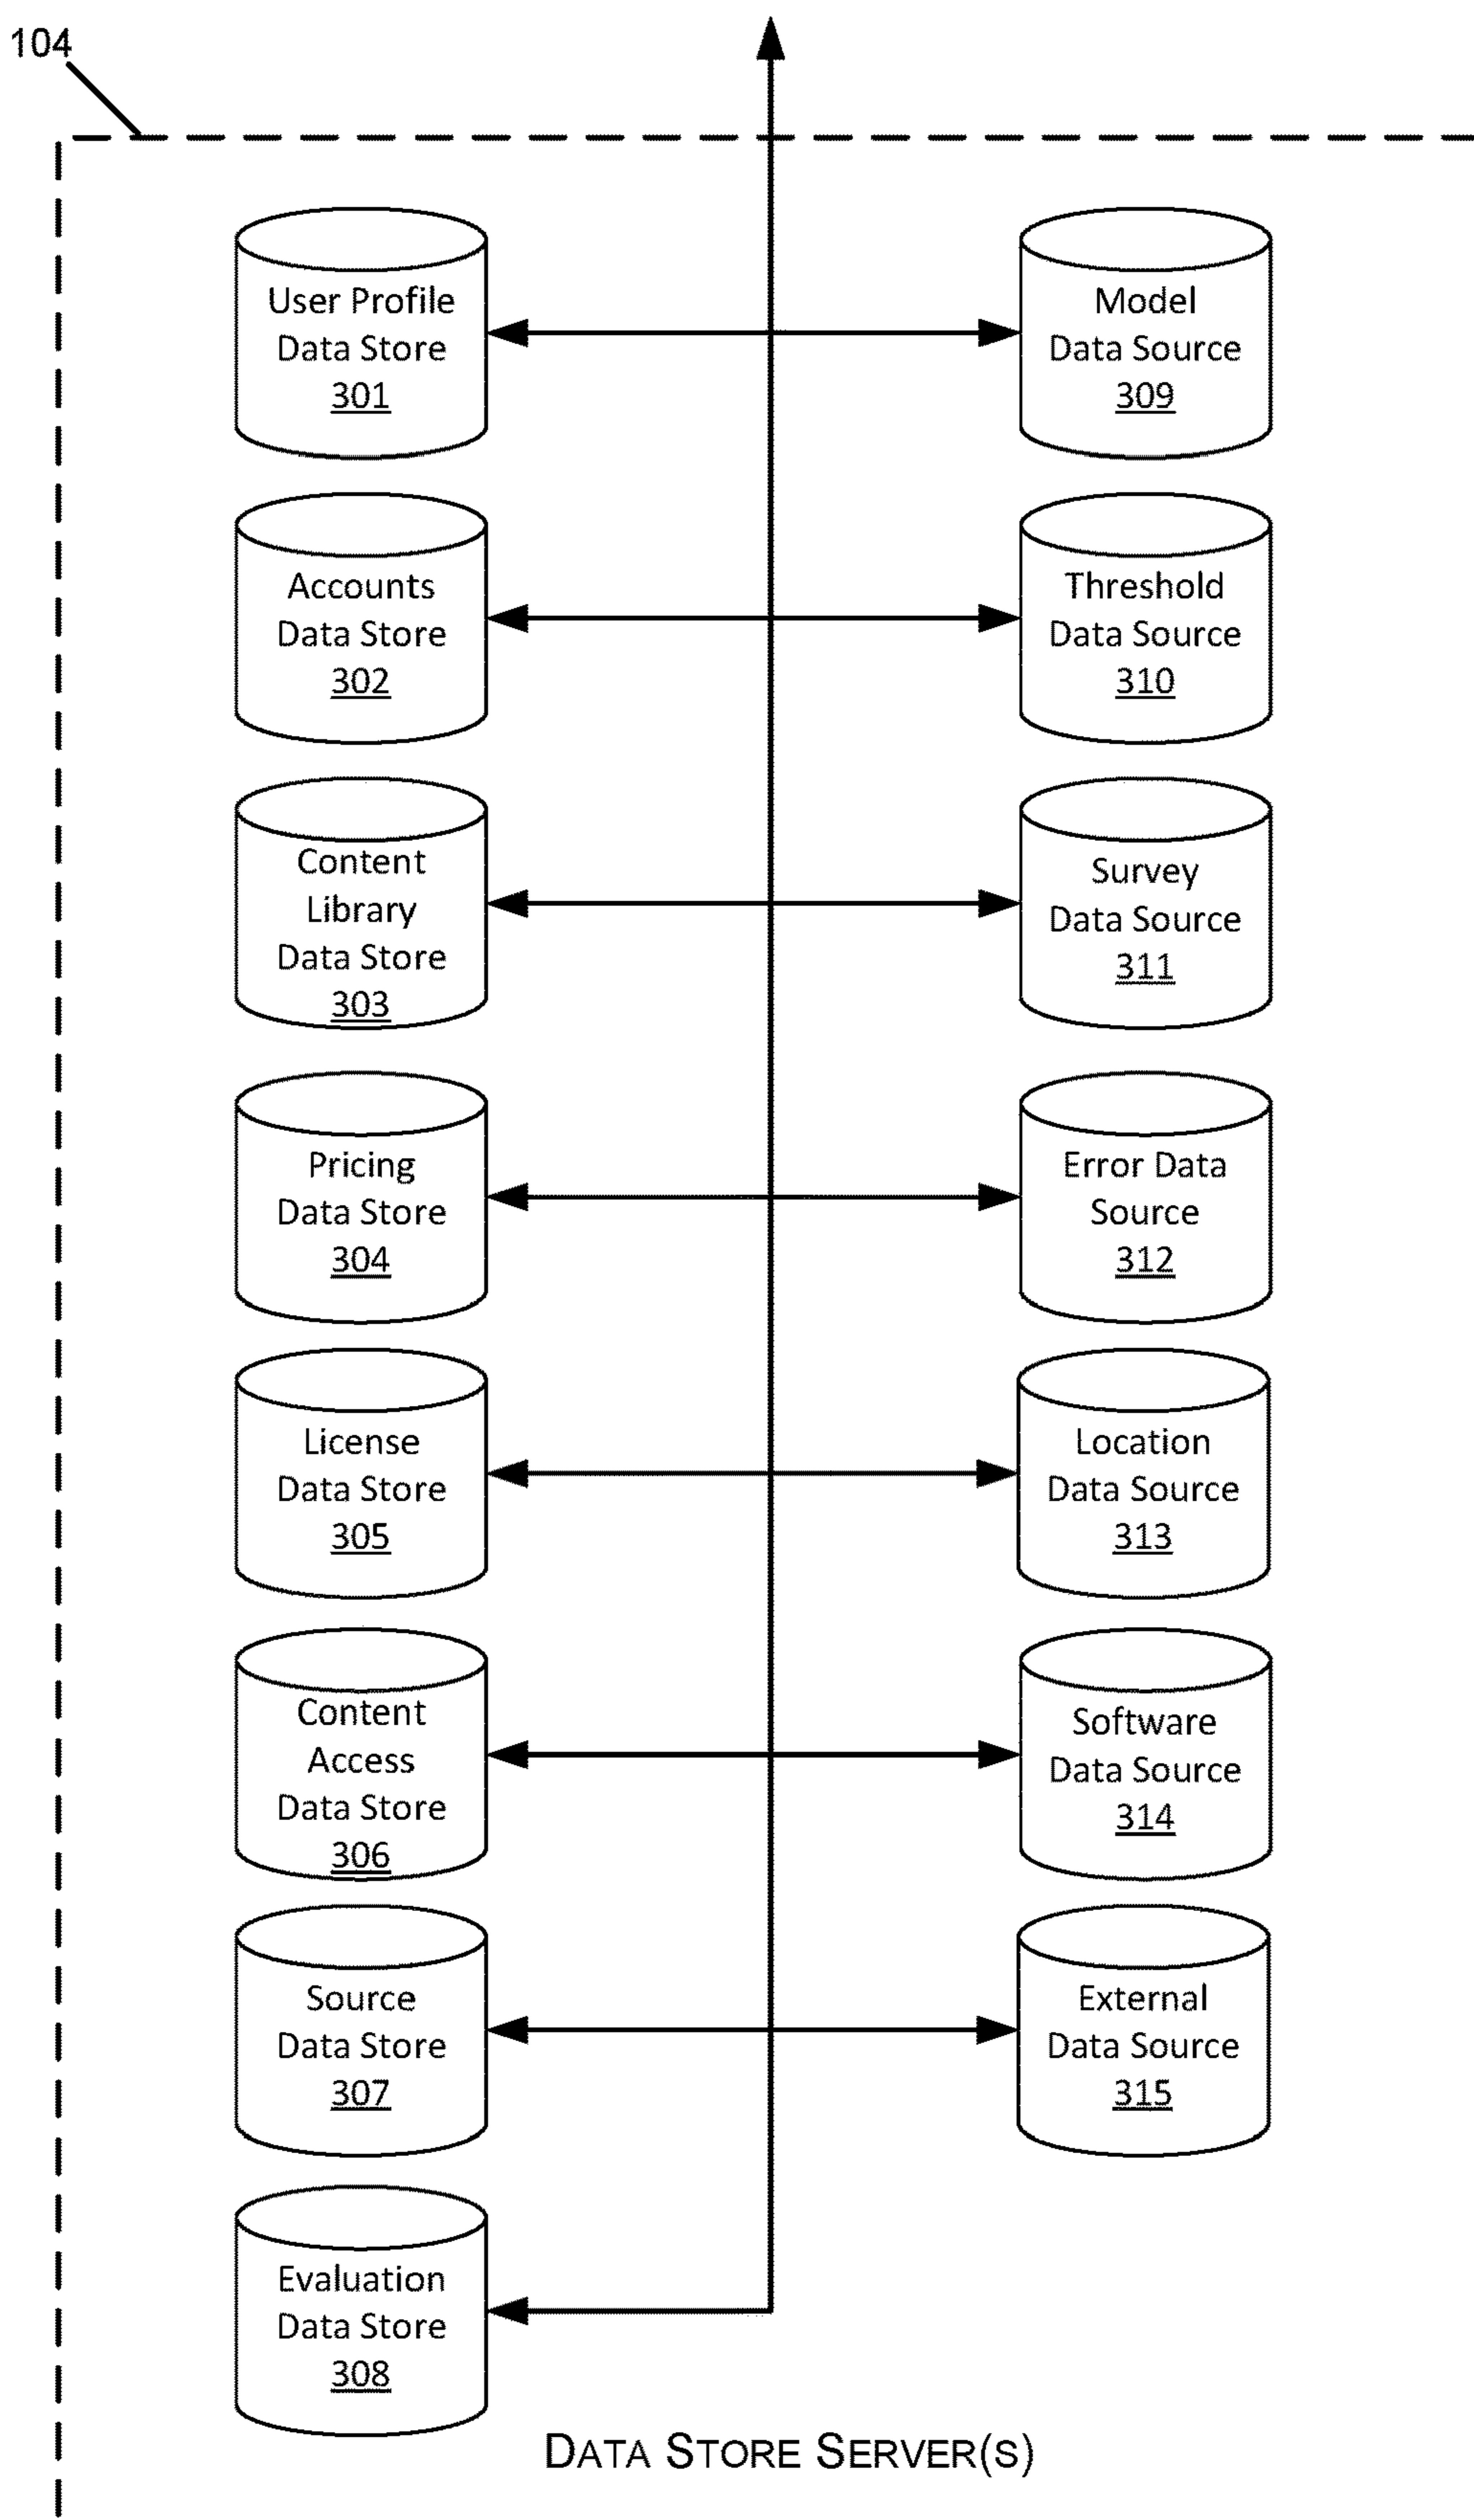 104
User Profile
Data Store
301
Model
Data Source
309
Accounts
Data Store
302
Threshold
Data Source
310
Content
Library
Data Store
303
Survey
Data Source
311
Pricing
Data Store
304
Error Data
Source
312
License
Data Store
305
Location
Data Source
313
Content
Access
Data Store
306
Software
Data Source
314
Source
Data Store
307
External
Data Source
315
Evaluation
Data Store
308
DATA STORE SERVER(S)